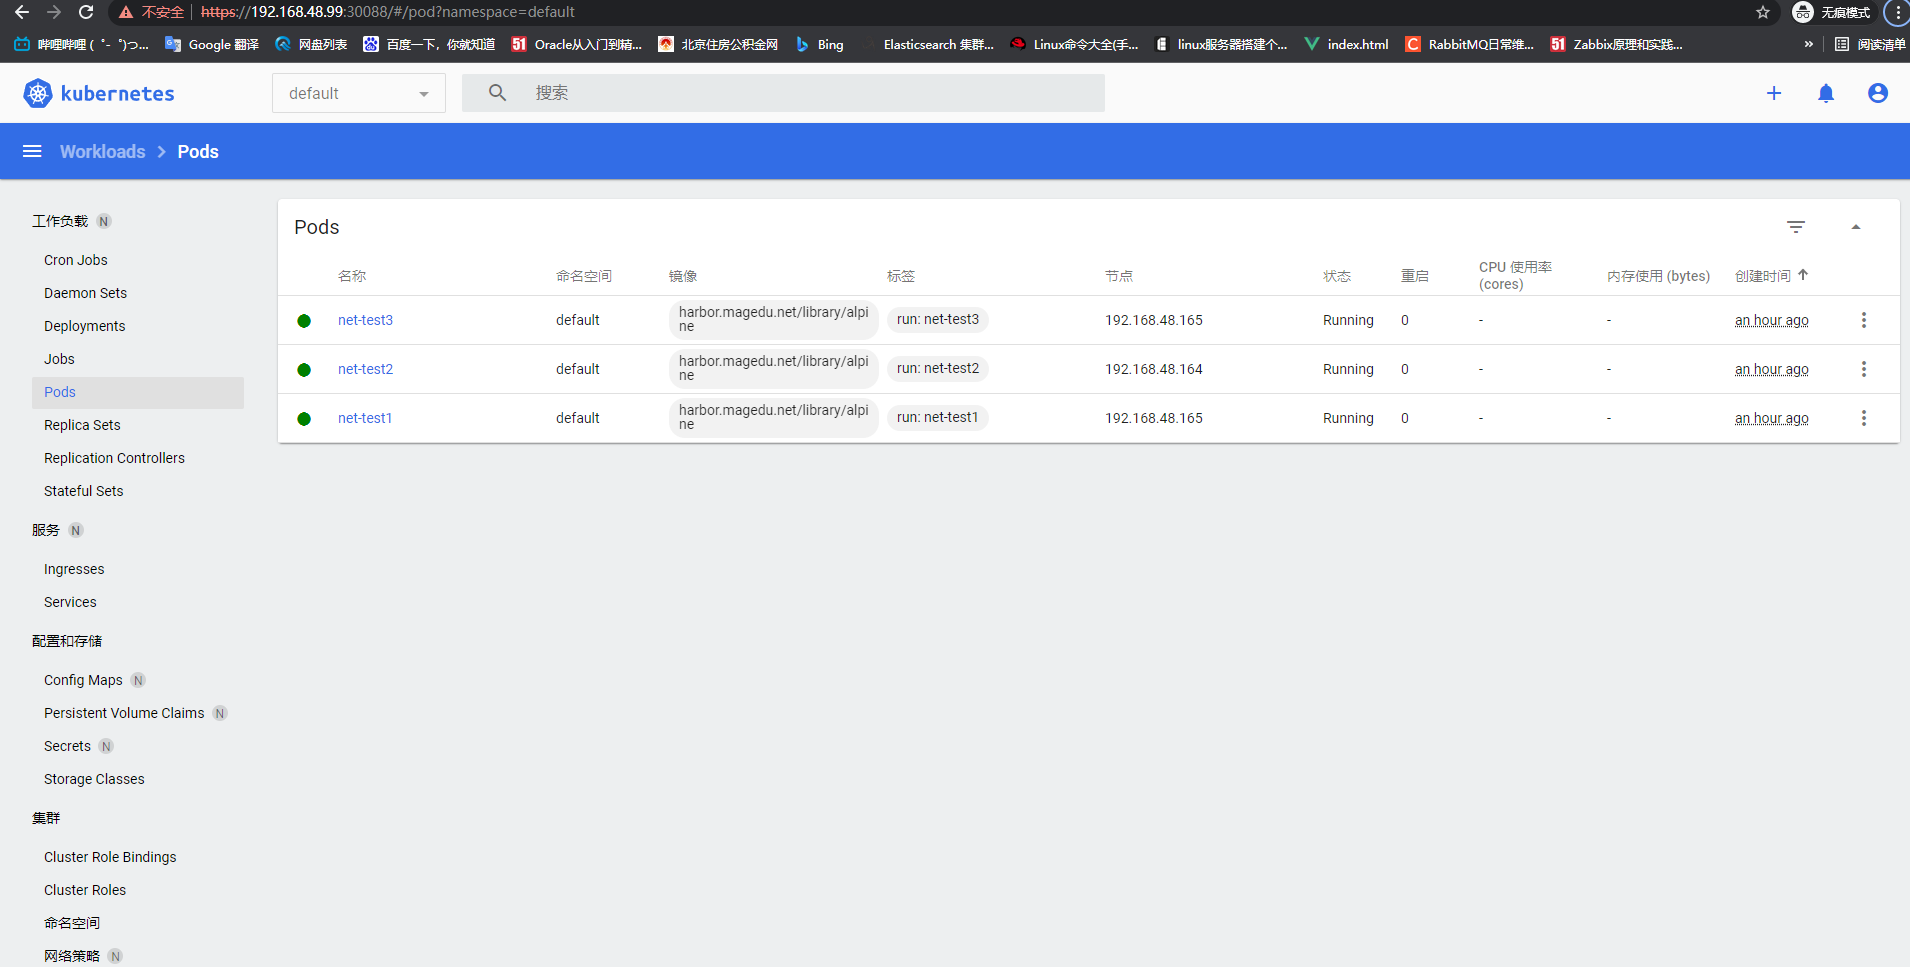 不安全 https://192.168.48.99:30088/#/pod?namespace=default 无痕模式
哔哩哔哩 ( ゜- ゜)つ... Google 翻译 网盘列表 百度一下，你就知道 Oracle从入门到精... 北京住房公积金网 Bing Elasticsearch 集群... Linux命令大全(手... linux服务器搭建个... index.html RabbitMQ日常维... Zabbix原理和实践... » 阅读清单
kubernetes default 搜索
Workloads > Pods
工作负载 N
Cron Jobs
Daemon Sets
Deployments
Jobs
Pods
Replica Sets
Replication Controllers
Stateful Sets
服务 N
Ingresses
Services
配置和存储
Config Maps N
Persistent Volume Claims N
Secrets N
Storage Classes
集群
Cluster Role Bindings
Cluster Roles
命名空间
网络策略 N
Pods
名称 命名空间 镜像 标签 节点 状态 重启 CPU 使用率 (cores) 内存使用 (bytes) 创建时间
net-test3 default harbor.magedu.net/library/alpine run: net-test3 192.168.48.165 Running 0 - - an hour ago
net-test2 default harbor.magedu.net/library/alpine run: net-test2 192.168.48.164 Running 0 - - an hour ago
net-test1 default harbor.magedu.net/library/alpine run: net-test1 192.168.48.165 Running 0 - - an hour ago